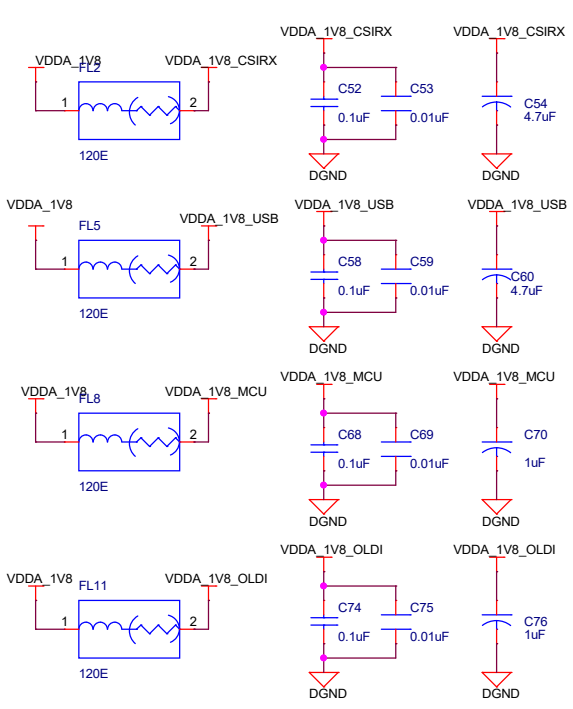 VDDA_1V8_CSIRX
VDDA_1V8_CSIRX
VDDA_1V8
VDDA_1V8_CSIRX
FL2
C52
C53
1
2
C54
0.1uF
0.01uF
4.7uF
120E
DGND
DGND
VDDA_1V8
VDDA_1V8_USB
VDDA_1V8_USB
VDDA_1V8_USB
FL5
1
2
C58
C59
C60
0.1uF
0.01uF
4.7uF
120E
DGND
DGND
VDDA_1V8_MCU
VDDA_1V8_MCU
VDDA_1V8
VDDA_1V8_MCU
FL8
1
2
C68
C69
C70
0.1uF
0.01uF
1uF
120E
DGND
DGND
VDDA_1V8_OLDI
VDDA_1V8_OLDI
VDDA_1V8
VDDA_1V8_OLDI
FL11
C74
C75
1
2
C76
0.1uF
0.01uF
1uF
120E
DGND
DGND